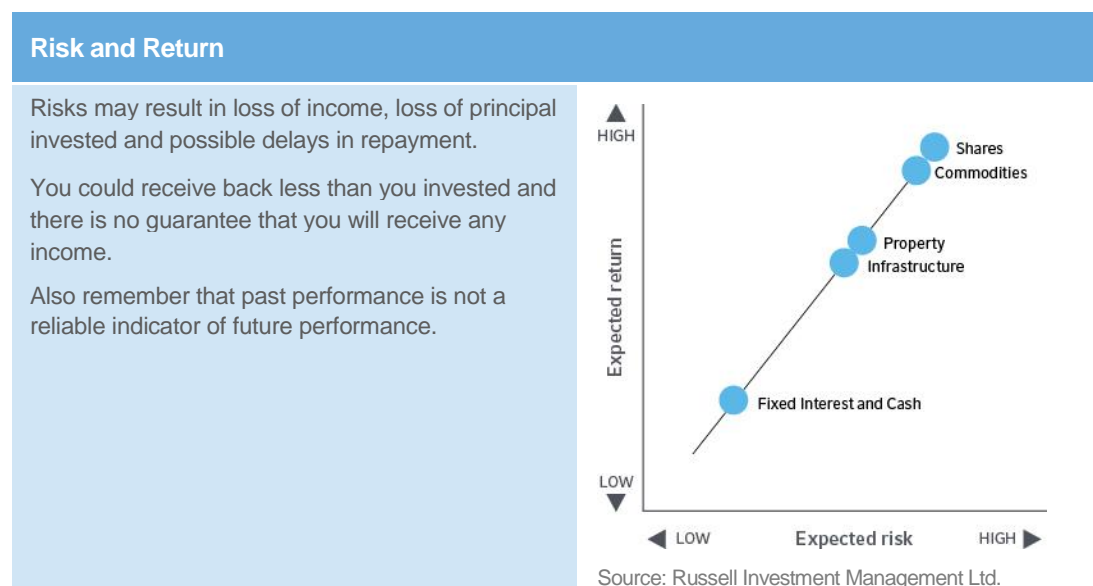 Risk and Return
Risks may result in loss of income, loss of principal
invested and possible delays in repayment.
You could receive back less than you invested and
there is no guarantee that you will receive any
income.
Also remember that past performance is not a
reliable indicator of future performance.
HIGH
Expected return
LOW
Shares
Commodities
Property
Infrastructure
Fixed Interest and Cash
LOW
Expected risk
HIGH
Source: Russell Investment Management Ltd.